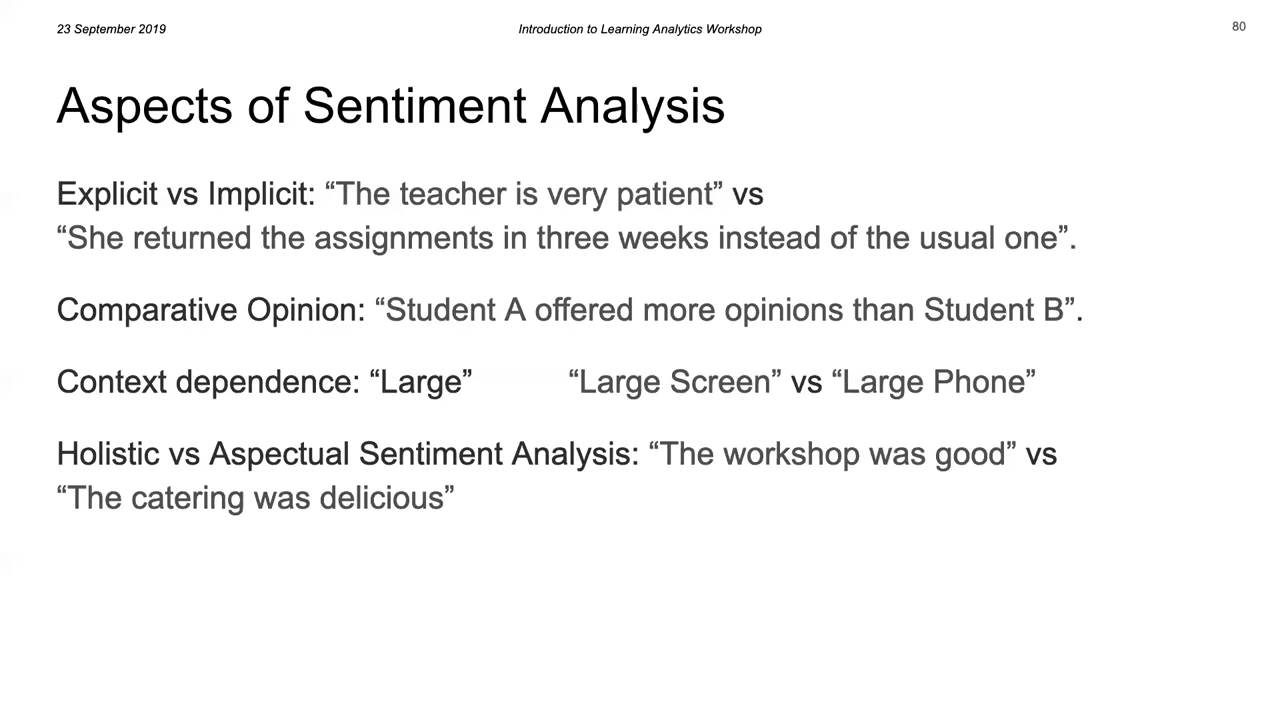 23 September 2019
Introduction to Learning Analytics Workshop
80
Aspects of Sentiment Analysis
Explicit vs Implicit: “The teacher is very patient” vs
“She returned the assignments in three weeks instead of the usual one”.
Comparative Opinion: “Student A offered more opinions than Student B”.
Context dependence: “Large” “Large Screen” vs “Large Phone”
Holistic vs Aspectual Sentiment Analysis: “The workshop was good” vs
“The catering was delicious”